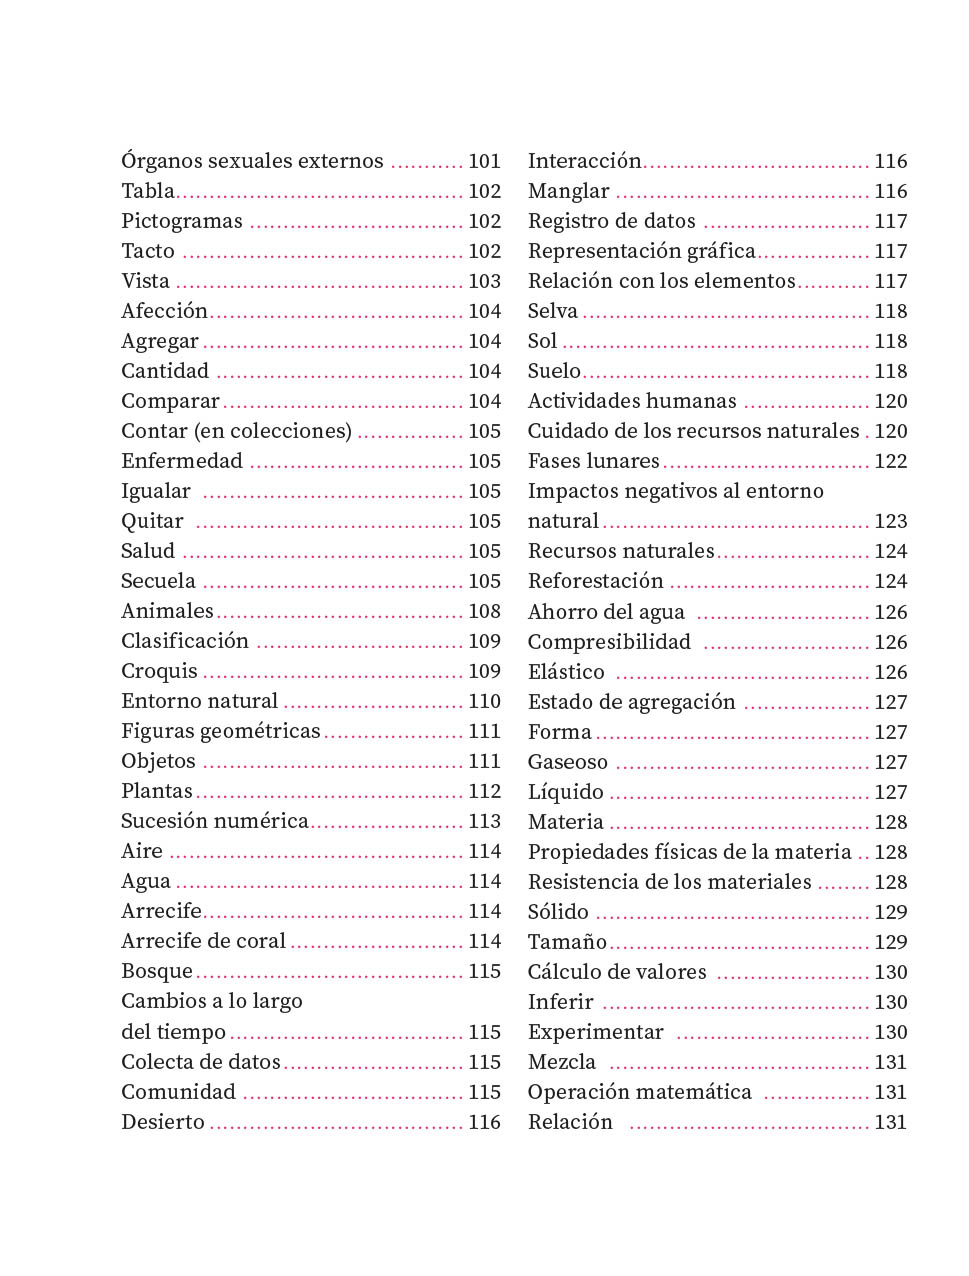 Órganos sexuales externos ........... 101
Tabla ........................................... 102
Pictogramas ................................ 102
Tacto .......................................... 102
Vista ........................................... 103
Afección ...................................... 104
Agregar ....................................... 104
Cantidad ..................................... 104
Comparar .................................... 104
Contar (en colecciones) ................ 105
Enfermedad ................................ 105
Igualar ....................................... 105
Quitar ........................................ 105
Salud .......................................... 105
Secuela ....................................... 105
Animales ..................................... 108
Clasificación ............................... 109
Croquis ....................................... 109
Entorno natural ........................... 110
Figuras geométricas ..................... 111
Objetos ....................................... 111
Plantas ........................................ 112
Sucesión numérica ....................... 113
Aire ............................................ 114
Agua ........................................... 114
Arrecife ....................................... 114
Arrecife de coral .......................... 114
Bosque ........................................ 115
Cambios a lo largo
del tiempo ................................... 115
Colecta de datos ........................... 115
Comunidad ................................. 115
Desierto ...................................... 116
Interacción .................................. 116
Manglar ...................................... 116
Registro de datos ......................... 117
Representación gráfica ................. 117
Relación con los elementos ........... 117
Selva ........................................... 118
Sol .............................................. 118
Suelo ........................................... 118
Actividades humanas ................... 120
Cuidado de los recursos naturales . 120
Fases lunares ............................... 122
Impactos negativos al entorno
natural ........................................ 123
Recursos naturales ....................... 124
Reforestación .............................. 124
Ahorro del agua .......................... 126
Compresibilidad ......................... 126
Elástico ...................................... 126
Estado de agregación ................... 127
Forma ......................................... 127
Gaseoso ...................................... 127
Líquido ....................................... 127
Materia ....................................... 128
Propiedades físicas de la materia .. 128
Resistencia de los materiales ........ 128
Sólido ......................................... 129
Tamaño ....................................... 129
Cálculo de valores ....................... 130
Inferir ........................................ 130
Experimentar ............................. 130
Mezcla ....................................... 131
Operación matemática ................ 131
Relación .................................... 131